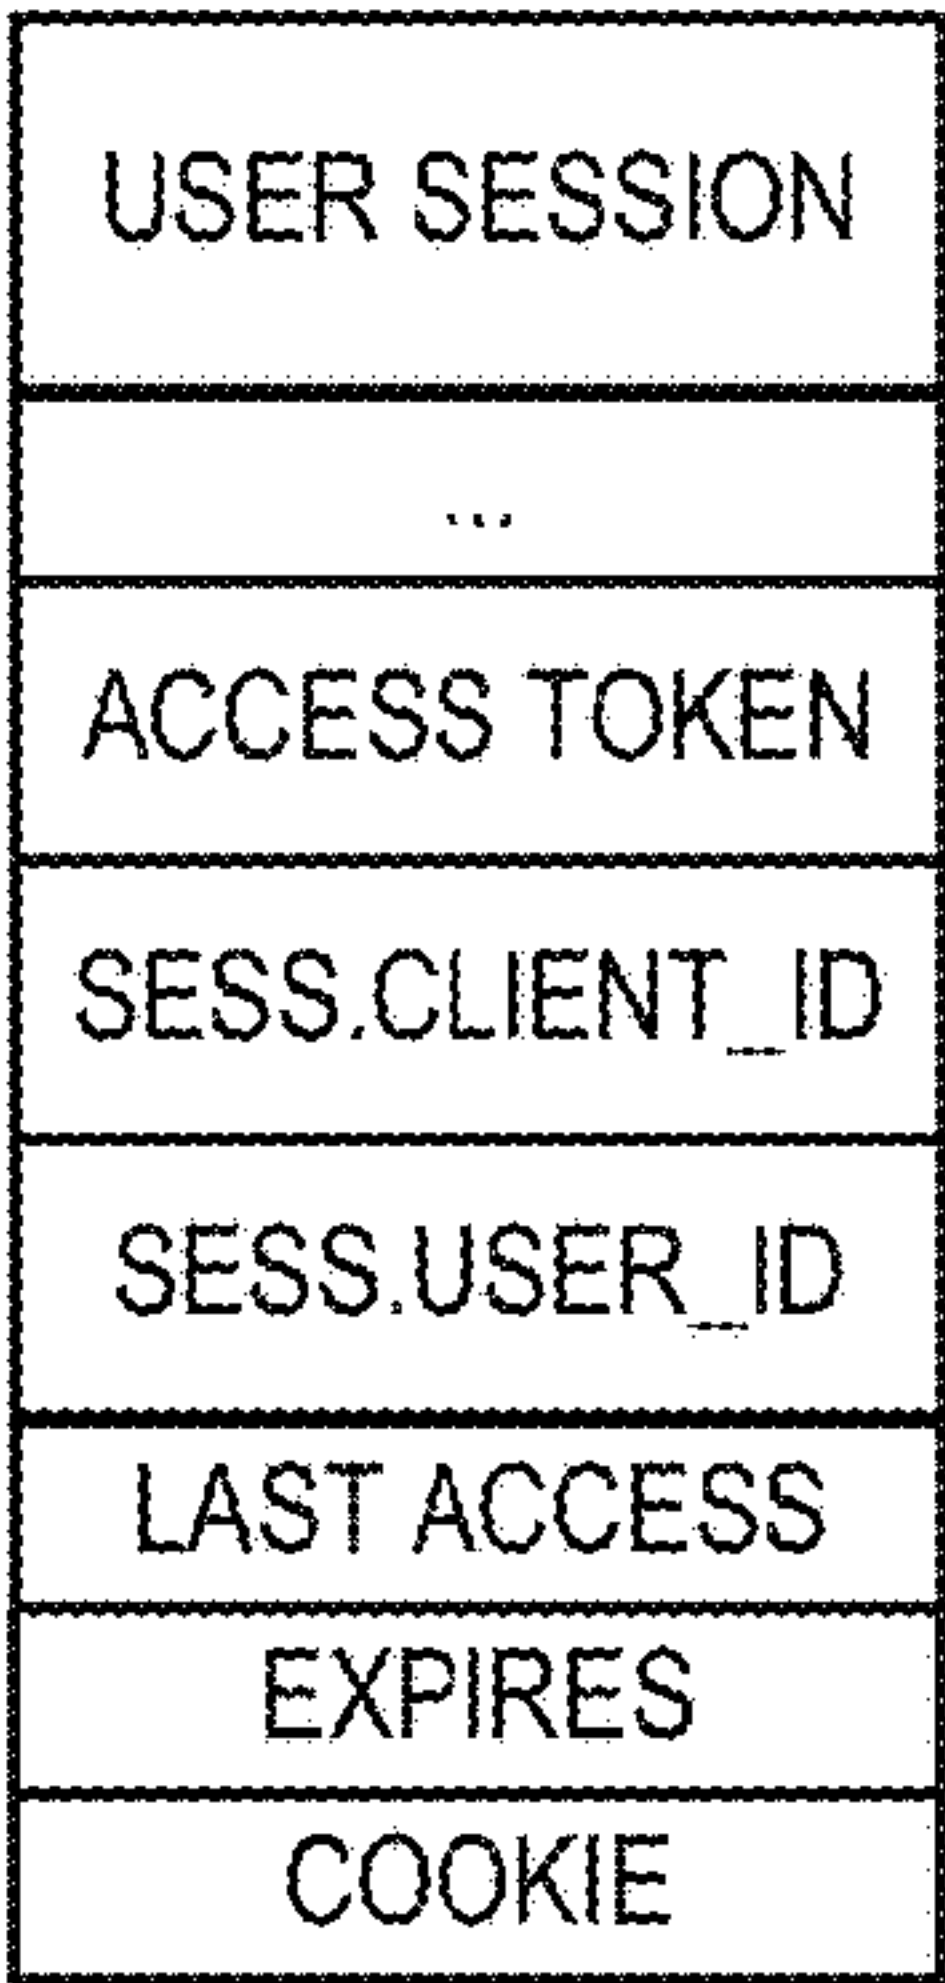 USER SESSION
...
ACCESS TOKEN
SESS.CLIENT_ID
SESS.USER_ID
LAST ACCESS
EXPIRES
COOKIE